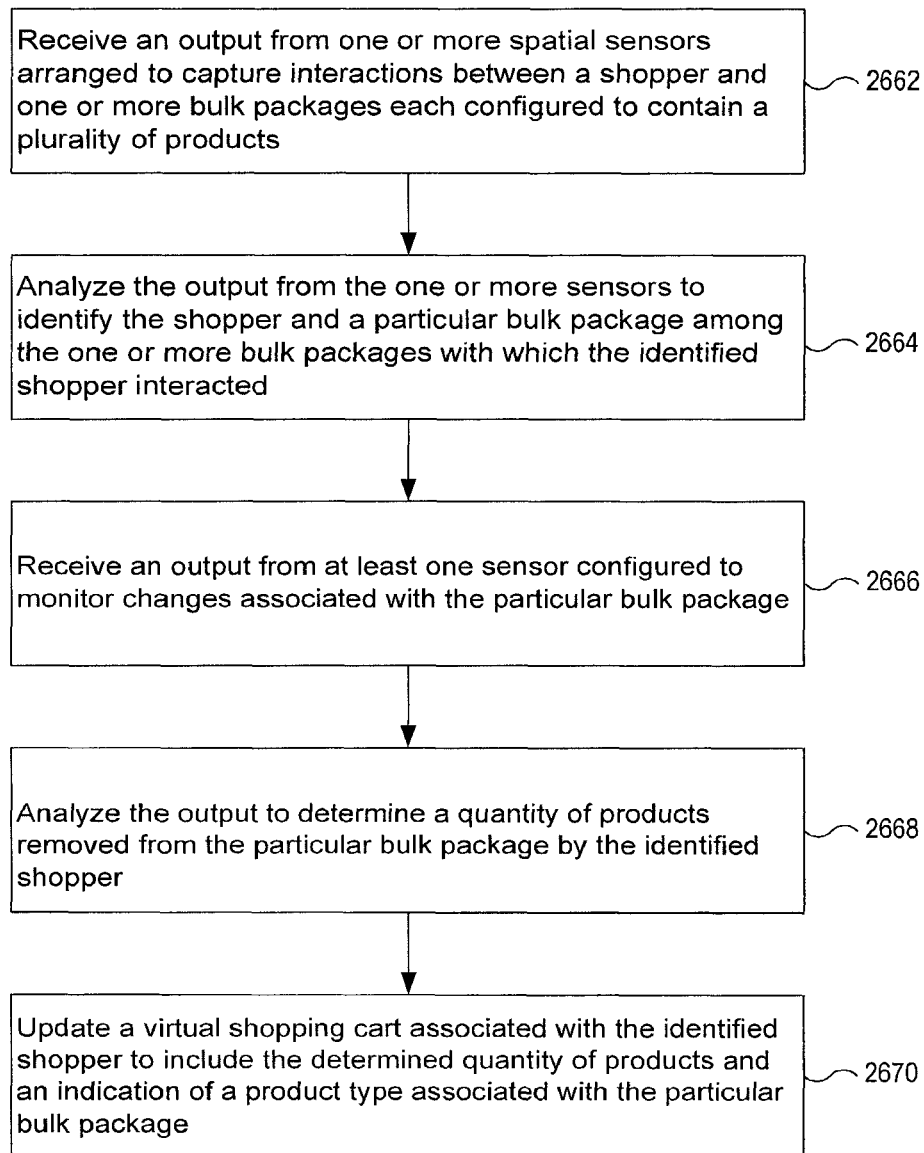 Receive an output from one or more spatial sensors
arranged to capture interactions between a shopper and
one or more bulk packages each configured to contain a
plurality of products
2662
Analyze the output from the one or more sensors to
identify the shopper and a particular bulk package among
the one or more bulk packages with which the identified
shopper interacted
2664
Receive an output from at least one sensor configured to
monitor changes associated with the particular bulk package
2666
Analyze the output to determine a quantity of products
removed from the particular bulk package by the identified
shopper
2668
Update a virtual shopping cart associated with the identified
shopper to include the determined quantity of products and
an indication of a product type associated with the particular
bulk package
2670